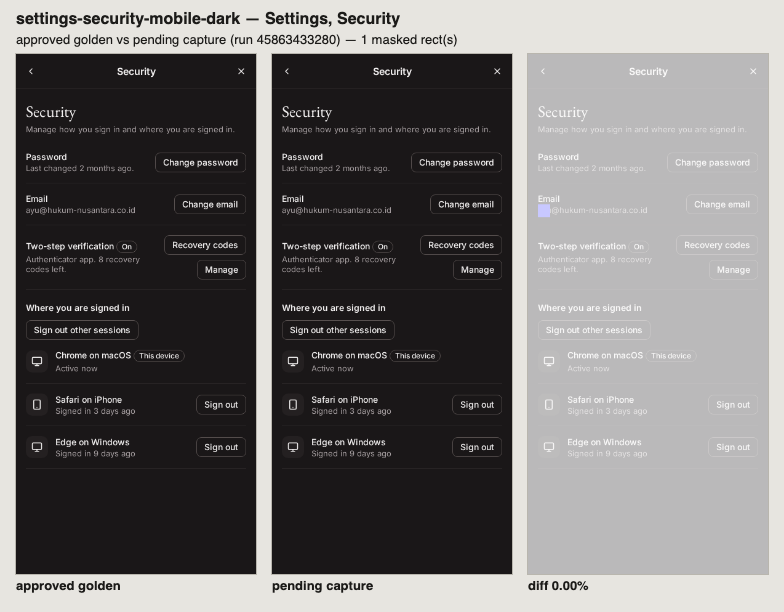 settings-security-mobile-dark — Settings, Security
approved golden vs pending capture (run 45863433280) — 1 masked rect(s)
Security
Security
Manage how you sign in and where you are signed in.
Password
Last changed 2 months ago.
Change password
Email
ayu@hukum-nusantara.co.id
Change email
Two-step verification On
Authenticator app. 8 recovery
codes left.
Recovery codes
Manage
Where you are signed in
Sign out other sessions
Chrome on macOS This device
Active now
Safari on iPhone
Signed in 3 days ago
Sign out
Edge on Windows
Signed in 9 days ago
Sign out
approved golden
Security
Security
Manage how you sign in and where you are signed in.
Password
Last changed 2 months ago.
Change password
Email
ayu@hukum-nusantara.co.id
Change email
Two-step verification On
Authenticator app. 8 recovery
codes left.
Recovery codes
Manage
Where you are signed in
Sign out other sessions
Chrome on macOS This device
Active now
Safari on iPhone
Signed in 3 days ago
Sign out
Edge on Windows
Signed in 9 days ago
Sign out
pending capture
Security
Security
Manage how you sign in and where you are signed in.
Password
Last changed 2 months ago.
Change password
Email
@hukum-nusantara.co.id
Change email
Two-step verification On
Authenticator app. 8 recovery
codes left.
Recovery codes
Manage
Where you are signed in
Sign out other sessions
Chrome on macOS This device
Active now
Safari on iPhone
Signed in 3 days ago
Sign out
Edge on Windows
Signed in 9 days ago
Sign out
diff 0.00%